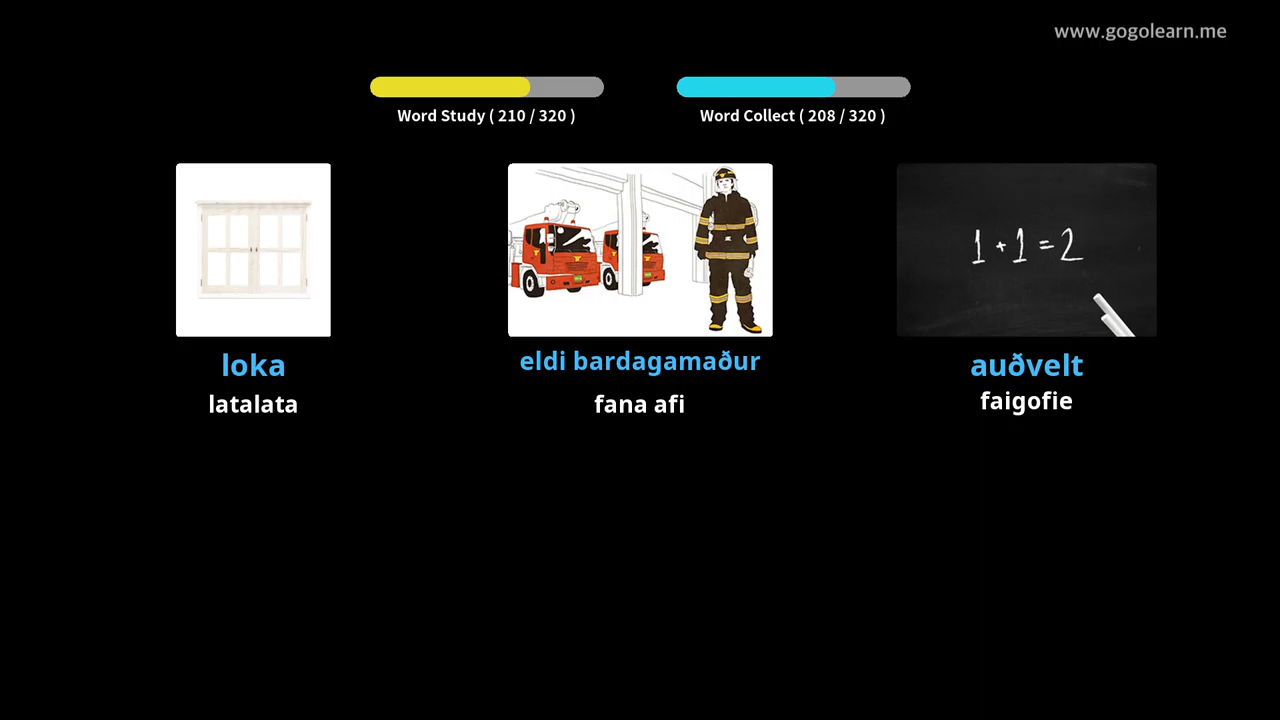 www.gogolearn.me
Word Study ( 210 / 320 )
Word Collect ( 208 / 320 )
1 + 1 = 2
loka
latalata
eldi bardagamaður
fana afi
auðvelt
faigofie